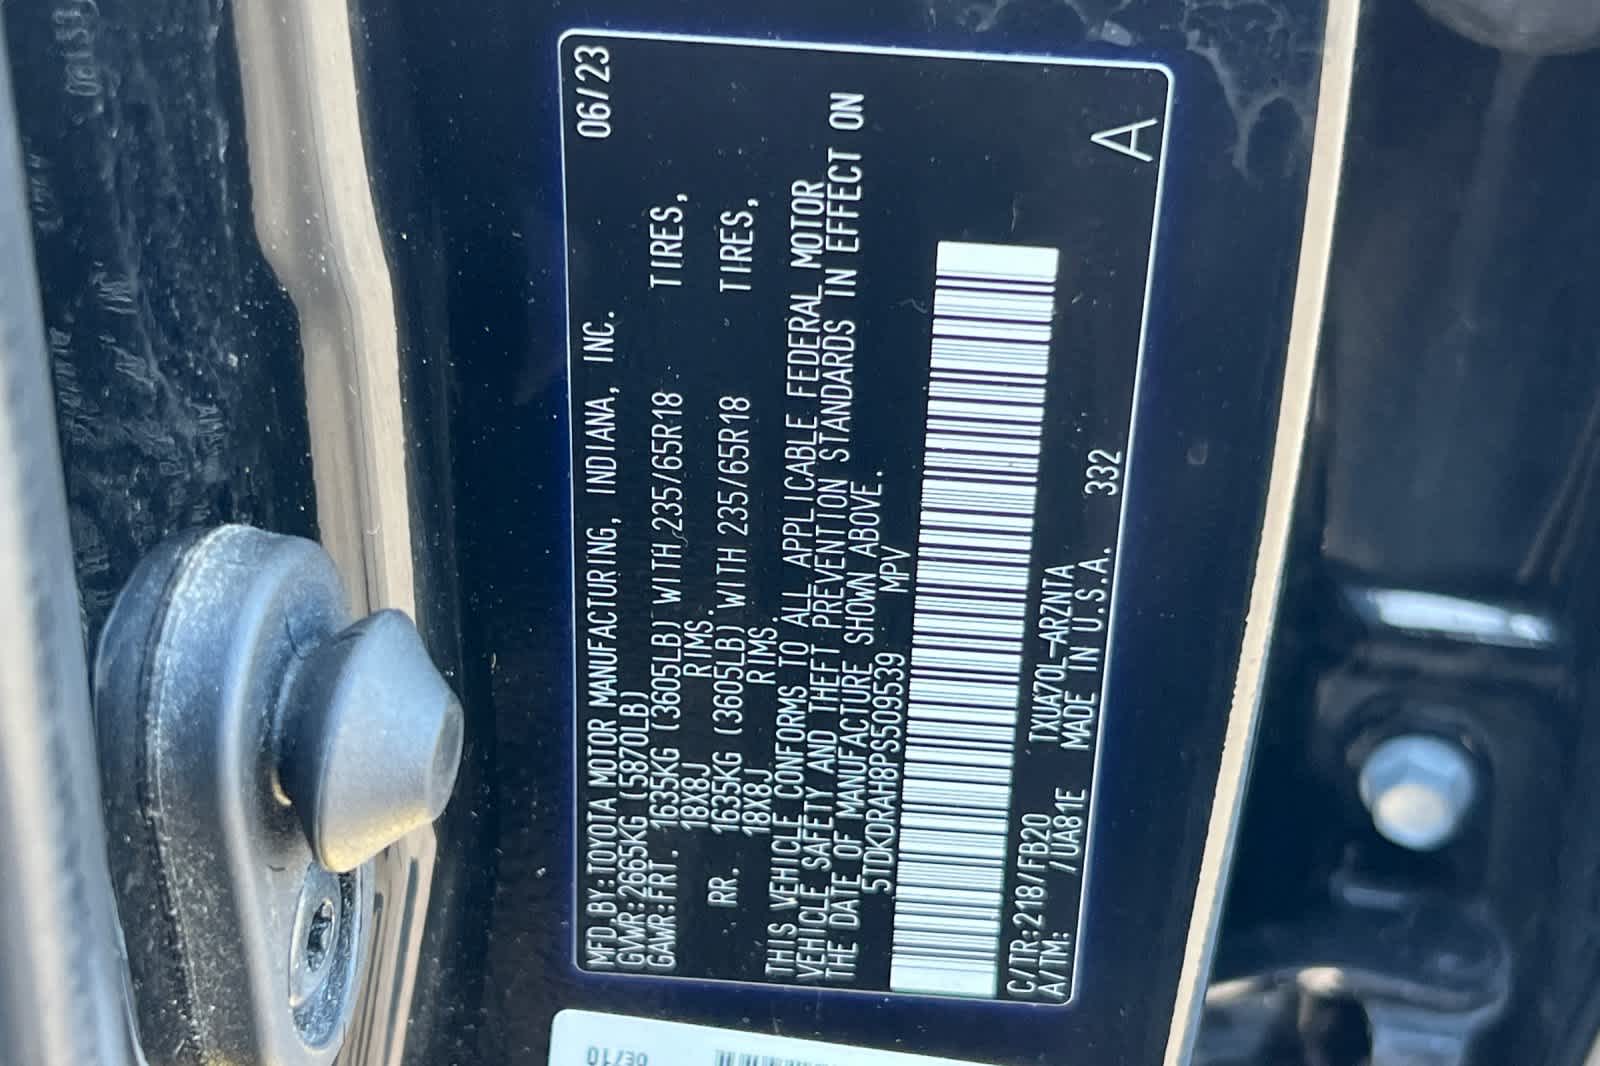 MFD.BY:TOYOTA MOTOR MANUFACTURING, INDIANA, INC. 06/23
GVWR:2665KG (5870LB)
GAWR:FRT. 1635KG (3605LB) WITH 235/65R18 TIRES,
18X8J RIMS.
RR. 1635KG (3605LB) WITH 235/65R18 TIRES,
18X8J RIMS.
THIS VEHICLE CONFORMS TO ALL APPLICABLE FEDERAL MOTOR
VEHICLE SAFETY AND THEFT PREVENTION STANDARDS IN EFFECT ON
THE DATE OF MANUFACTURE SHOWN ABOVE.
5TDKDRAH8PS509539 MPV
C/TR:218/FB20 TXUA70L-ARZNTA
A/TM: /UA81E MADE IN U.S.A. 332 A